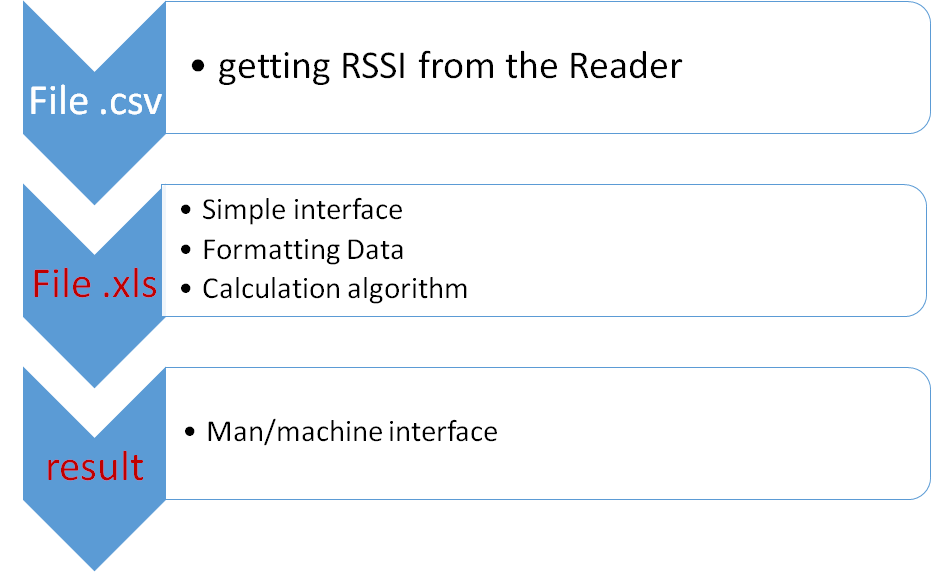 File .csv
• getting RSSI from the Reader
File .xls
• Simple interface
• Formatting Data
• Calculation algorithm
result
• Man/machine interface